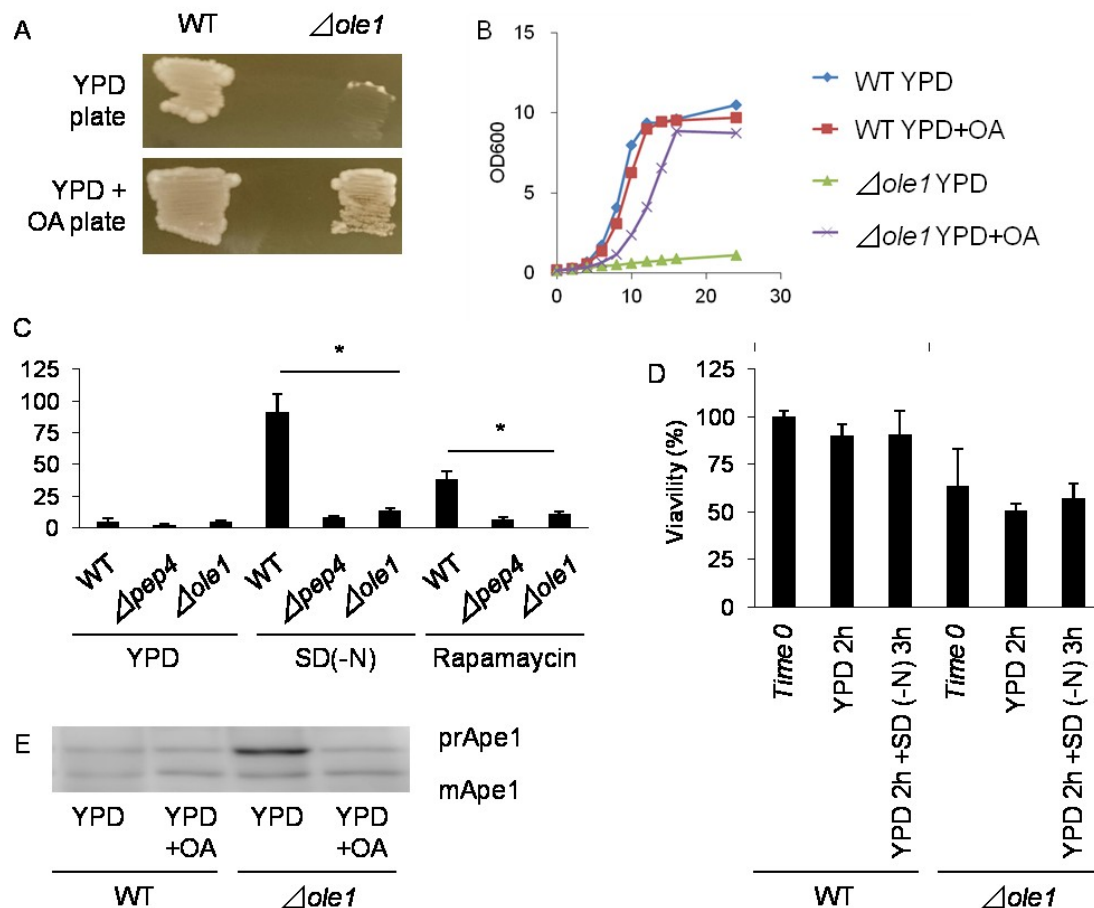 A
WT
⊿ole1
YPD
plate
YPD +
OA plate
B
15
10
5
0
OD600
0
10
20
30
WT YPD
WT YPD+OA
⊿ole1 YPD
⊿ole1 YPD+OA
C
125
100
75
50
25
0
*
*
WT
⊿pep4
⊿ole1
WT
⊿pep4
⊿ole1
WT
⊿pep4
⊿ole1
YPD
SD(-N)
Rapamaycin
D
Viavility (%)
125
100
75
50
25
0
Time 0
YPD 2h
YPD 2h +SD (-N) 3h
Time 0
YPD 2h
YPD 2h +SD (-N) 3h
WT
⊿ole1
E
prApe1
mApe1
YPD
YPD
+OA
YPD
YPD
+OA
WT
⊿ole1